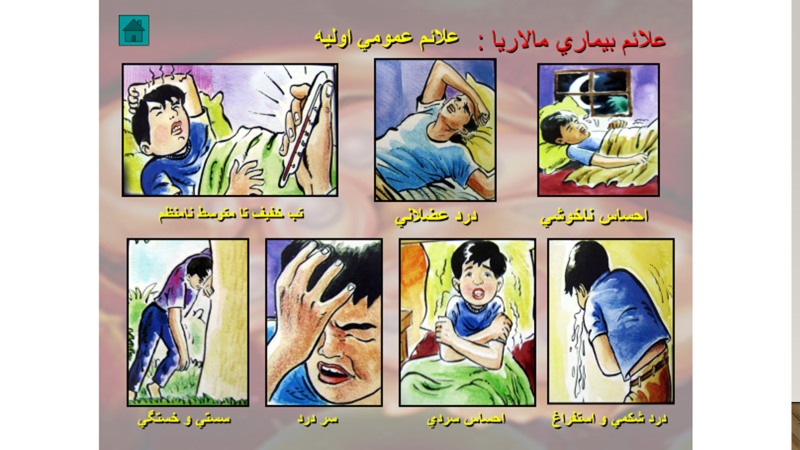 علائم بيماري مالاريا : علائم عمومي اوليه
احساس ناخوشي
درد عضلاني
تب خفيف تا متوسط نامنظم
درد شكمي و استفراغ
احساس سردي
سر درد
سستي و خستگي